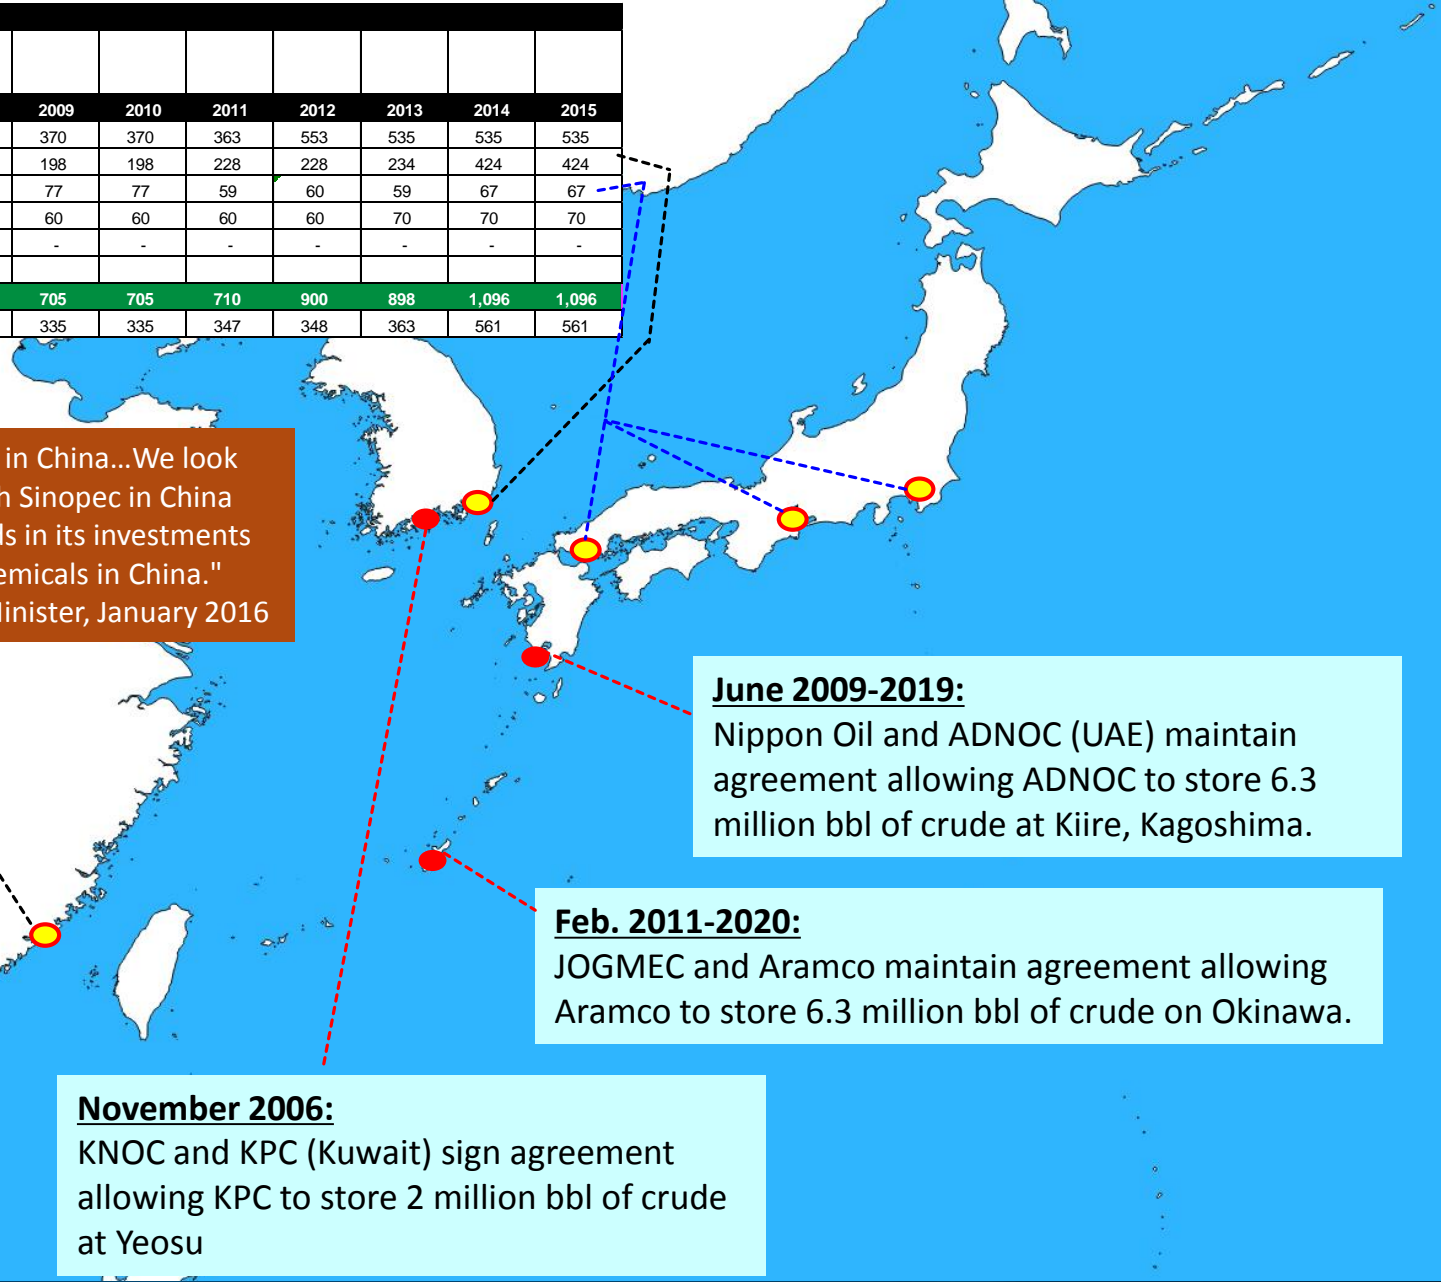 2009 2010 2011 2012 2013 2014 2015
370 370 363 553 535 535 535
198 198 228 228 234 424 424
77 77 59 60 59 67 67
60 60 60 60 70 70 70
- - - - - - -
705 705 710 900 898 1,096 1,096
335 335 347 348 363 561 561
in China...We look
h Sinopec in China
ls in its investments
emicals in China."
inister, January 2016
June 2009-2019:
Nippon Oil and ADNOC (UAE) maintain
agreement allowing ADNOC to store 6.3
million bbl of crude at Kiire, Kagoshima.
Feb. 2011-2020:
JOGMEC and Aramco maintain agreement allowing
Aramco to store 6.3 million bbl of crude on Okinawa.
November 2006:
KNOC and KPC (Kuwait) sign agreement
allowing KPC to store 2 million bbl of crude
at Yeosu